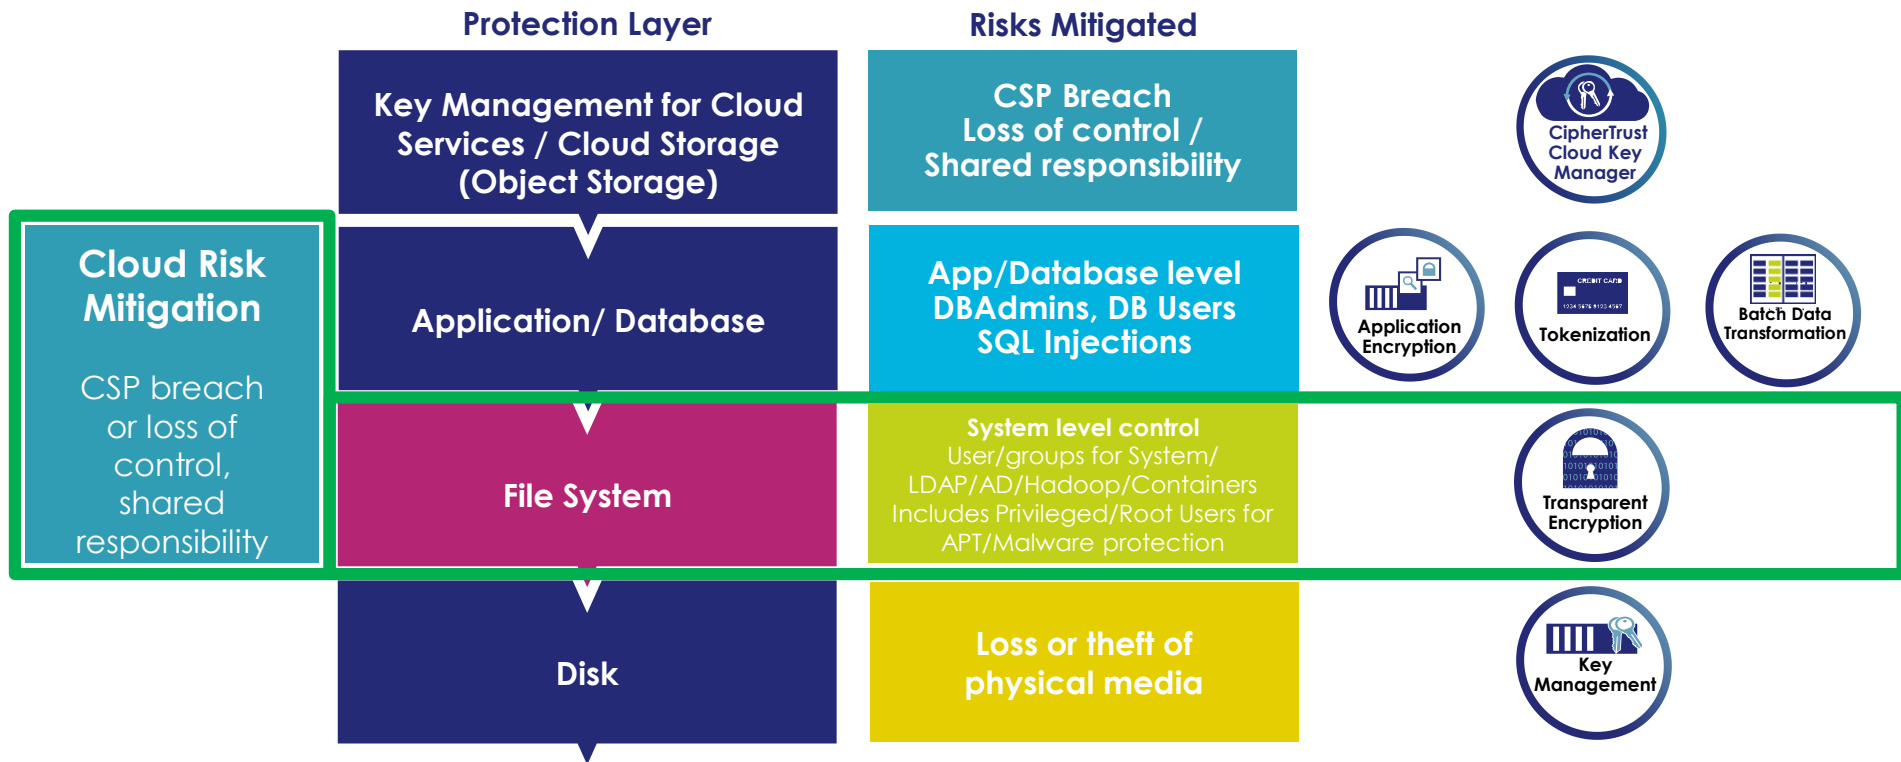 Protection Layer
Risks Mitigated
Key Management for Cloud
Services / Cloud Storage
(Object Storage)
CSP Breach
Loss of control /
Shared responsibility
CipherTrust
Cloud Key
Manager
Cloud Risk
Mitigation
CSP breach
or loss of
control,
shared
responsibility
Application/ Database
App/Database level
DBAdmins, DB Users
SQL Injections
Application
Encryption
CREDIT CARD
Tokenization
Batch Data
Transformation
File System
System level control
User/groups for System/
LDAP/AD/Hadoop/Containers
Includes Privileged/Root Users for
APT/Malware protection
Transparent
Encryption
Disk
Loss or theft of
physical media
Key
Management